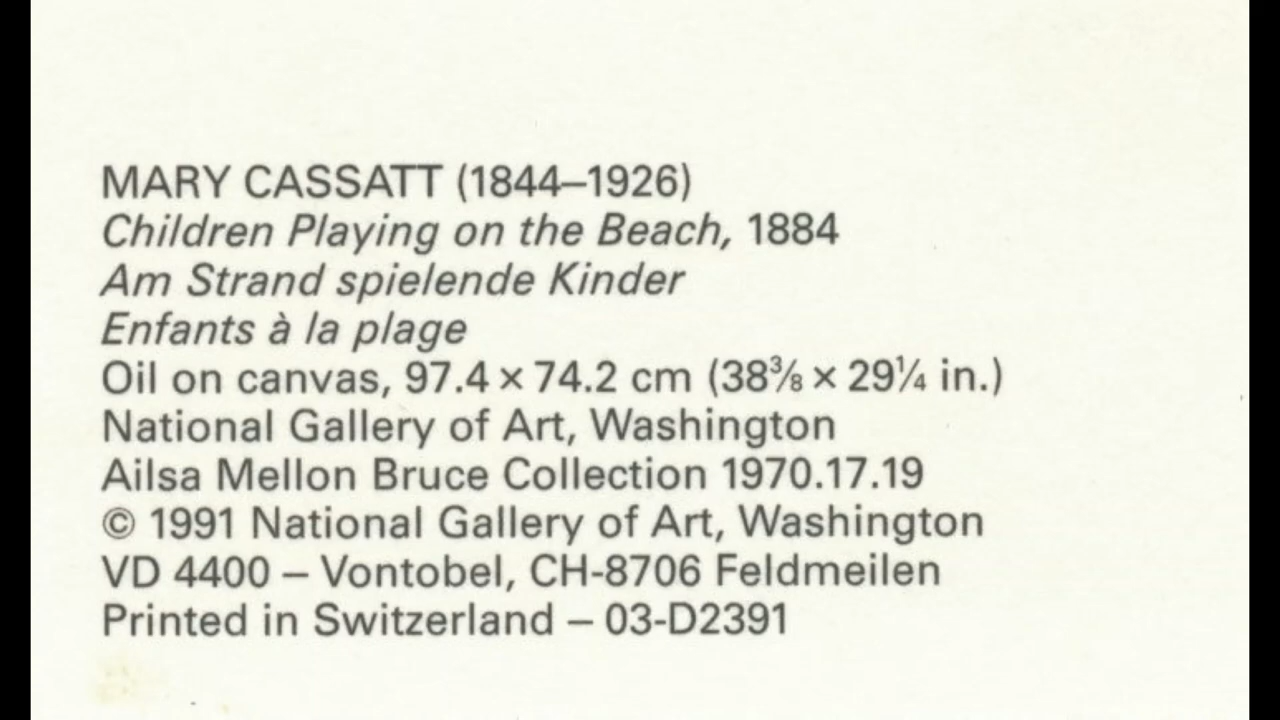 MARY CASSATT (1844–1926)
Children Playing on the Beach, 1884
Am Strand spielende Kinder
Enfants à la plage
Oil on canvas, 97.4 × 74.2 cm (38⅜ × 29¼ in.)
National Gallery of Art, Washington
Ailsa Mellon Bruce Collection 1970.17.19
© 1991 National Gallery of Art, Washington
VD 4400 – Vontobel, CH-8706 Feldmeilen
Printed in Switzerland – 03-D2391